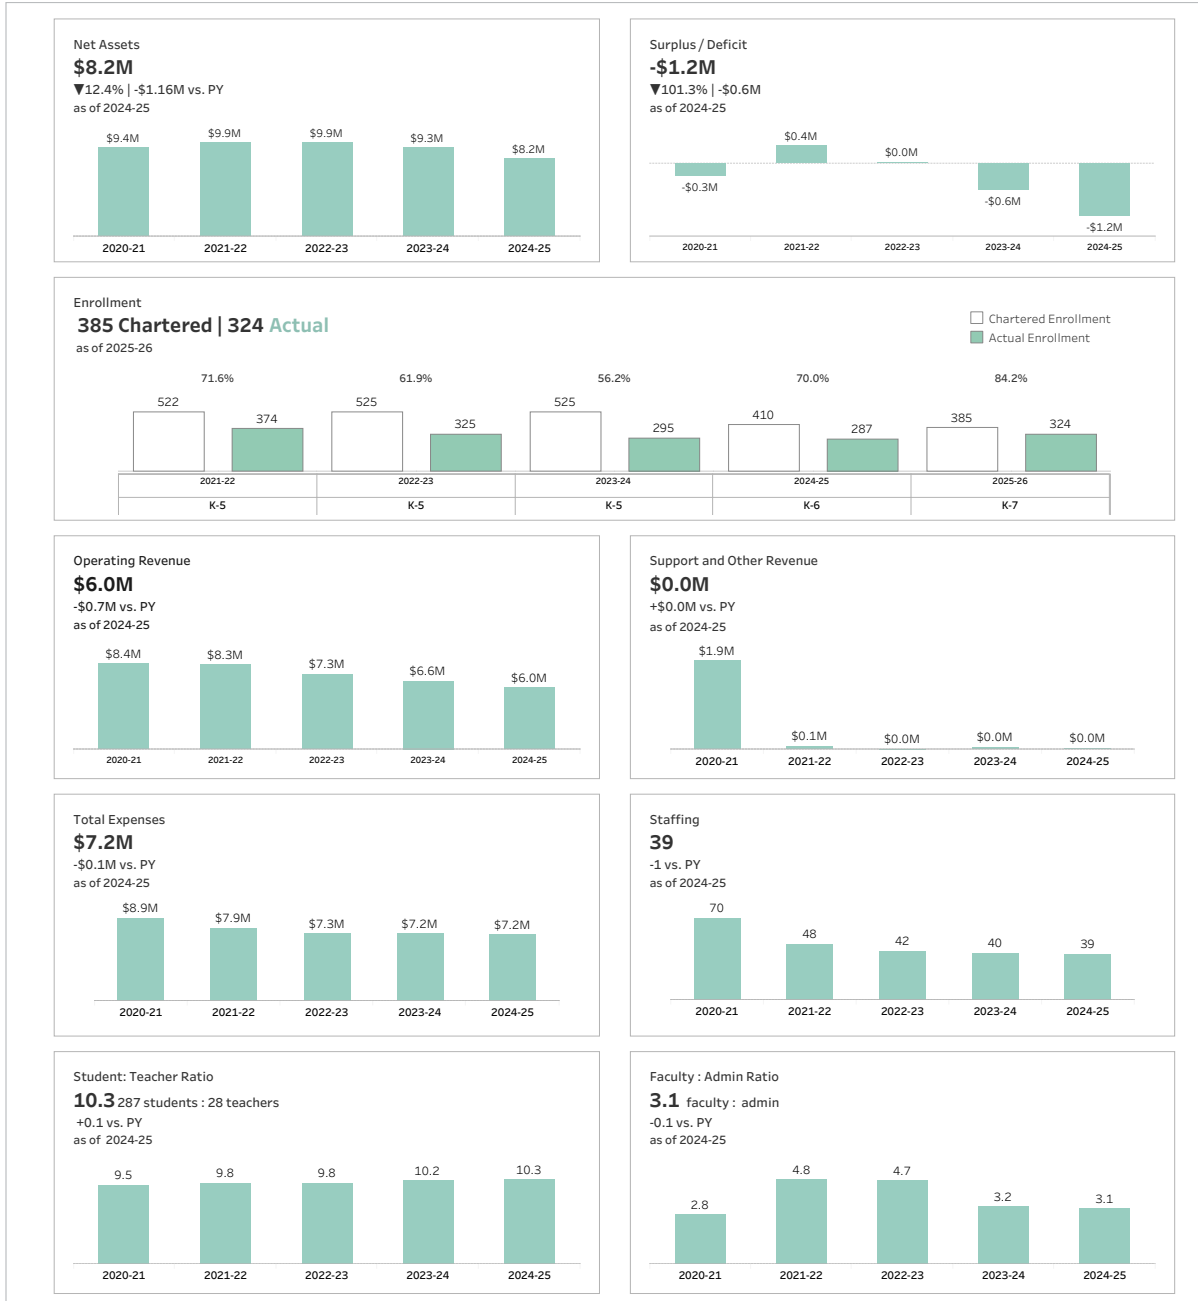 Net Assets
$8.2M
▼12.4% | -$1.16M vs. PY
as of 2024-25
$9.4M $9.9M $9.9M $9.3M $8.2M
2020-21 2021-22 2022-23 2023-24 2024-25
Surplus / Deficit
-$1.2M
▼101.3% | -$0.6M
as of 2024-25
-$0.3M $0.4M $0.0M -$0.6M -$1.2M
2020-21 2021-22 2022-23 2023-24 2024-25
Enrollment
385 Chartered | 324 Actual
as of 2025-26
Chartered Enrollment
Actual Enrollment
71.6% 61.9% 56.2% 70.0% 84.2%
522 374 525 325 525 295 410 287 385 324
2021-22 2022-23 2023-24 2024-25 2025-26
K-5 K-5 K-5 K-6 K-7
Operating Revenue
$6.0M
-$0.7M vs. PY
as of 2024-25
$8.4M $8.3M $7.3M $6.6M $6.0M
2020-21 2021-22 2022-23 2023-24 2024-25
Support and Other Revenue
$0.0M
+$0.0M vs. PY
as of 2024-25
$1.9M $0.1M $0.0M $0.0M $0.0M
2020-21 2021-22 2022-23 2023-24 2024-25
Total Expenses
$7.2M
-$0.1M vs. PY
as of 2024-25
$8.9M $7.9M $7.3M $7.2M $7.2M
2020-21 2021-22 2022-23 2023-24 2024-25
Staffing
39
-1 vs. PY
as of 2024-25
70 48 42 40 39
2020-21 2021-22 2022-23 2023-24 2024-25
Student: Teacher Ratio
10.3 287 students : 28 teachers
+0.1 vs. PY
as of 2024-25
9.5 9.8 9.8 10.2 10.3
2020-21 2021-22 2022-23 2023-24 2024-25
Faculty : Admin Ratio
3.1 faculty : admin
-0.1 vs. PY
as of 2024-25
2.8 4.8 4.7 3.2 3.1
2020-21 2021-22 2022-23 2023-24 2024-25